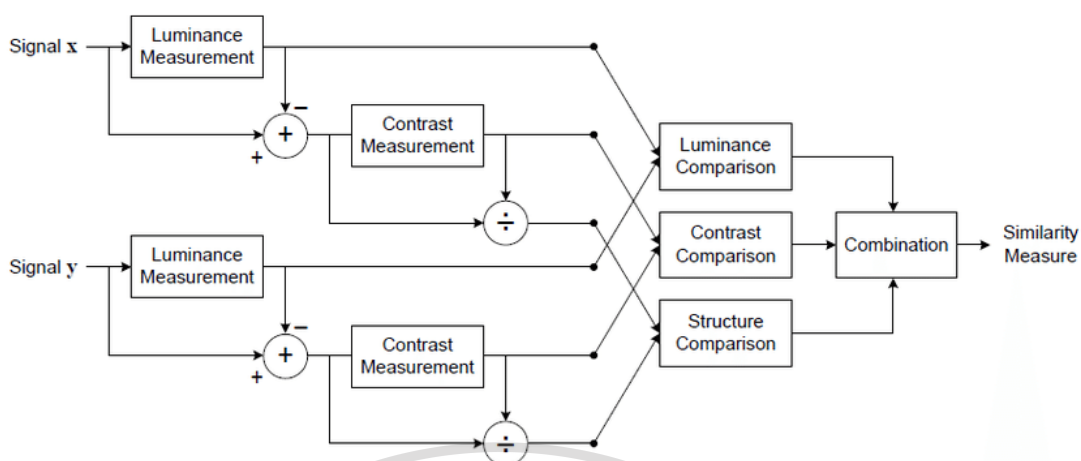 Signal x
Luminance
Measurement
−
+
+
Contrast
Measurement
÷
Luminance
Comparison
Signal y
Luminance
Measurement
Contrast
Comparison
Combination
Similarity
Measure
−
+
+
Contrast
Measurement
Structure
Comparison
÷